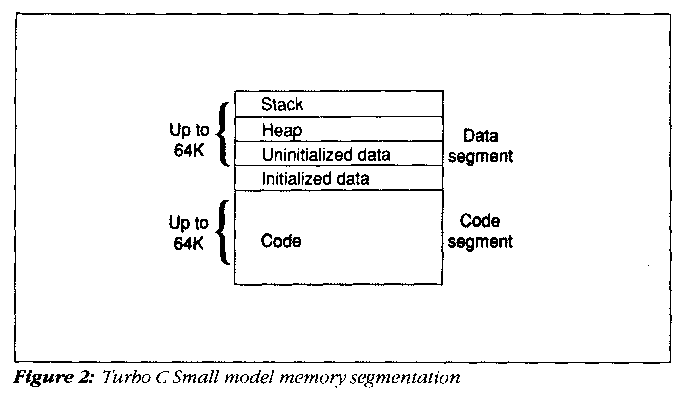 Stack
Up to
64K
Heap
Uninitialized data
Initialized data
Data
segment
Up to
64K
Code
Code
segment
Figure 2: Turbo C Small model memory segmentation